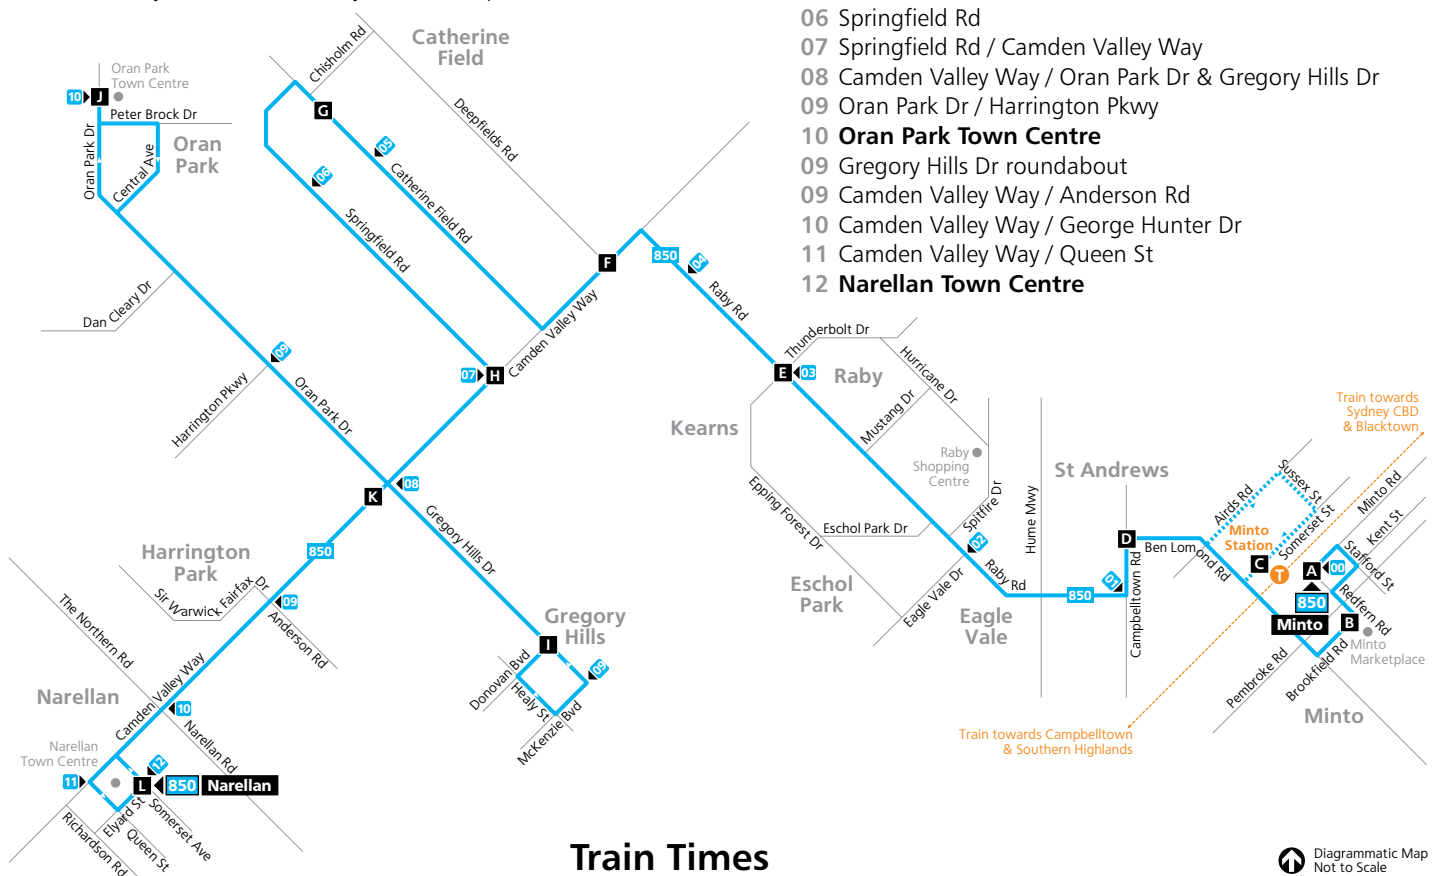 06 Springfield Rd
07 Springfield Rd / Camden Valley Way
08 Camden Valley Way / Oran Park Dr & Gregory Hills Dr
09 Oran Park Dr / Harrington Pkwy
10 Oran Park Town Centre
09 Gregory Hills Dr roundabout
09 Camden Valley Way / Anderson Rd
10 Camden Valley Way / George Hunter Dr
11 Camden Valley Way / Queen St
12 Narellan Town Centre
Catherine
Field
Chisholm Rd
Deepfields Rd
Oran Park
Town Centre
10
J
Peter Brock Dr
Oran Park Dr
Central Ave
Oran
Park
G
05
Catherine Field Rd
06
Springfield Rd
F
850
04
Raby Rd
Camden Valley Way
Dan Cleary Dr
09
Harrington Pkwy
Oran Park Dr
07
H
Thunderbolt Dr
E
03
Raby
Hurricane Dr
Mustang Dr
Kearns
Raby
Shopping
Centre
Spitfire Dr
Epping Forest Dr
Eschol Park Dr
02
Eschol
Park
Eagle Vale Dr
Raby Rd
Eagle
Vale
Hume Mwy
850
01
St Andrews
D
Campbelltown Rd
Ben Lomond Rd
Train towards
Sydney CBD
& Blacktown
Airds Rd
Sussex St
Somerset St
Minto
Station
C
T
Minto Rd
Kent St
Stafford St
A
00
850
Minto
Redfern Rd
B
Minto
Marketplace
Brookfield Rd
Pembroke Rd
Minto
Train towards Campbelltown
& Southern Highlands
K
08
Gregory Hills Dr
850
Harrington
Park
Sir Warwick Fairfax Dr
09
Anderson Rd
Gregory
Hills
I
09
Donovan Bvd
Healy St
McKenzie Bvd
The Northern Rd
Camden Valley Way
Narellan
10
Narellan Rd
Narellan
Town Centre
11
12
L
850
Narellan
Elyard St
Somerset Ave
Queen St
Richardson Rd
Train Times
Diagrammatic Map
Not to Scale